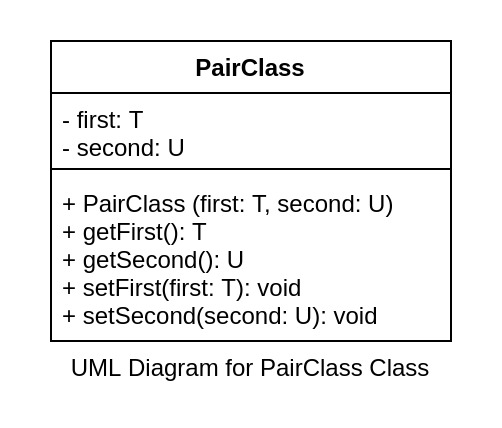 PairClass
- first: T
- second: U
+ PairClass (first: T, second: U)
+ getFirst(): T
+ getSecond(): U
+ setFirst(first: T): void
+ setSecond(second: U): void
UML Diagram for PairClass Class